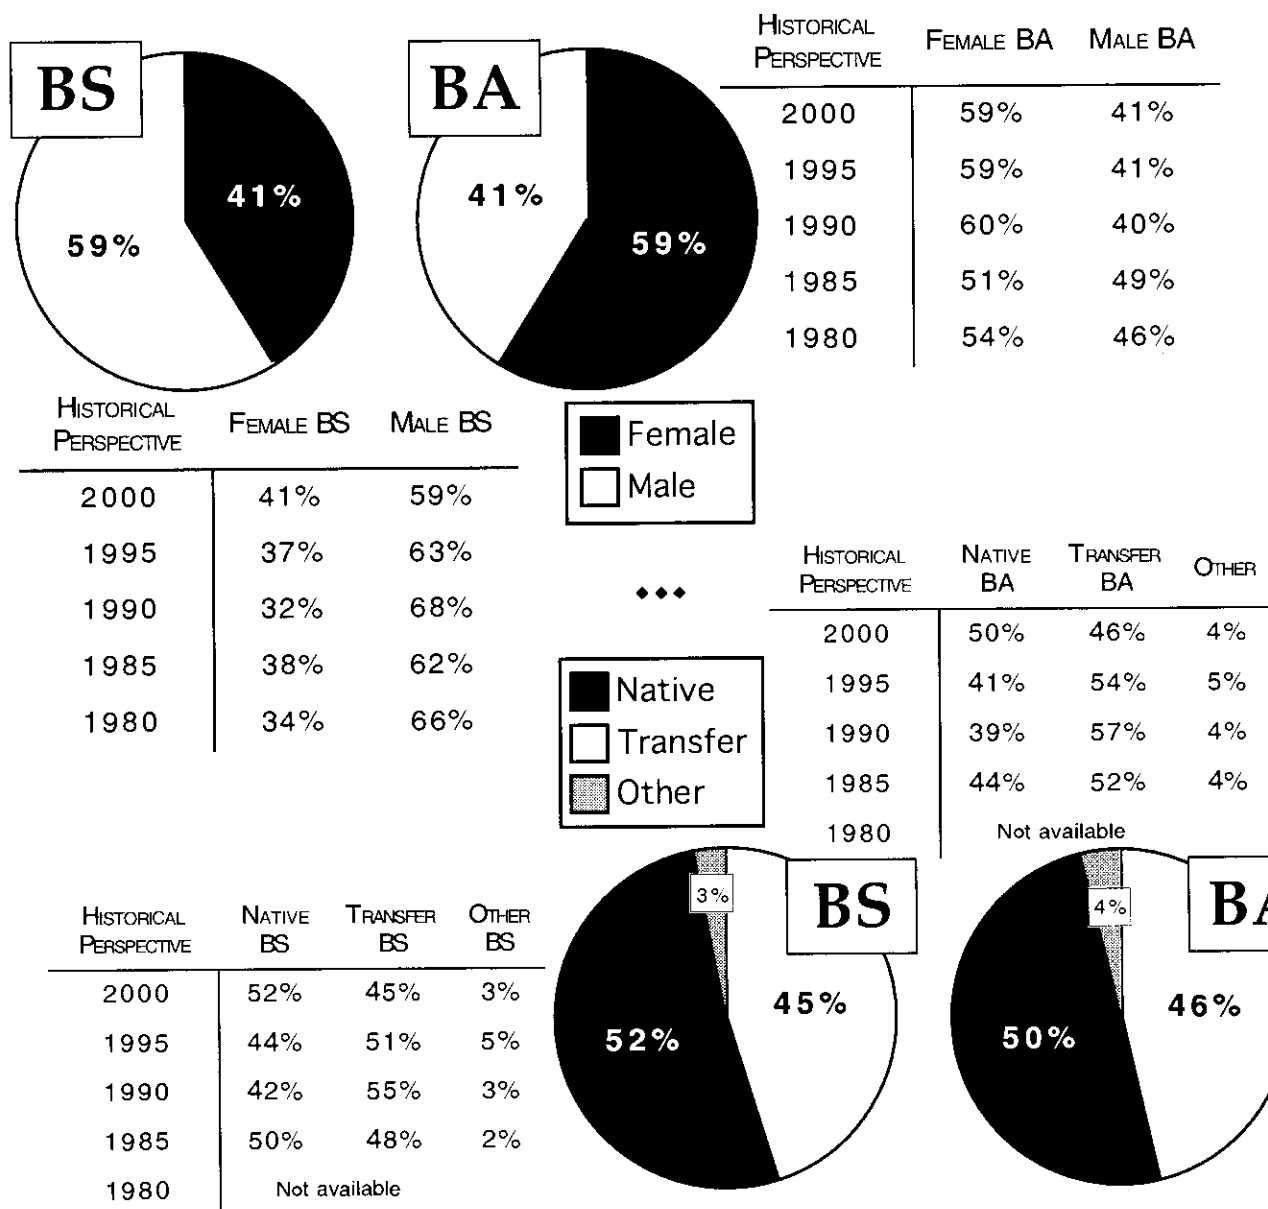 BS
41%
59%
BA
41%
59%
HISTORICAL PERSPECTIVE FEMALE BA MALE BA
2000 59% 41%
1995 59% 41%
1990 60% 40%
1985 51% 49%
1980 54% 46%
HISTORICAL PERSPECTIVE FEMALE BS MALE BS
2000 41% 59%
1995 37% 63%
1990 32% 68%
1985 38% 62%
1980 34% 66%
Female
Male
HISTORICAL PERSPECTIVE NATIVE BA TRANSFER BA OTHER
2000 50% 46% 4%
1995 41% 54% 5%
1990 39% 57% 4%
1985 44% 52% 4%
1980 Not available
Native
Transfer
Other
HISTORICAL PERSPECTIVE NATIVE BS TRANSFER BS OTHER BS
2000 52% 45% 3%
1995 44% 51% 5%
1990 42% 55% 3%
1985 50% 48% 2%
1980 Not available
3%
BS
45%
52%
4%
BA
46%
50%